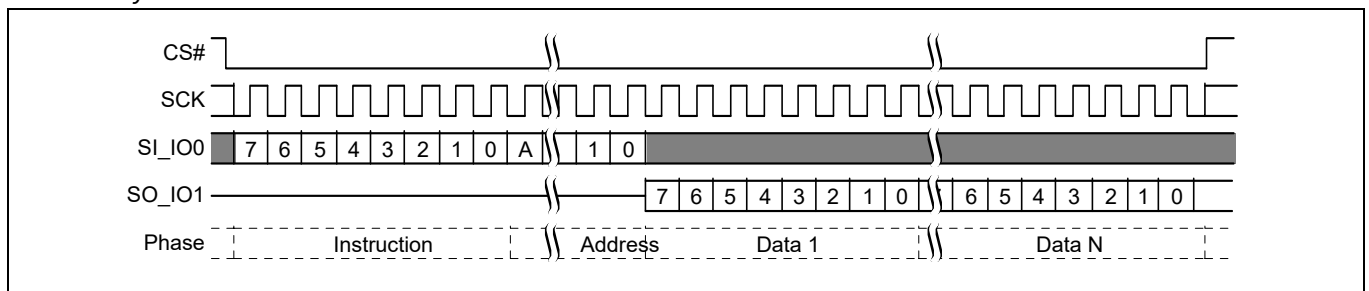 CS#
SCK
SI_IO0 7 6 5 4 3 2 1 0 A 1 0
SO_IO1 7 6 5 4 3 2 1 0 6 5 4 3 2 1 0
Phase Instruction Address Data 1 Data N